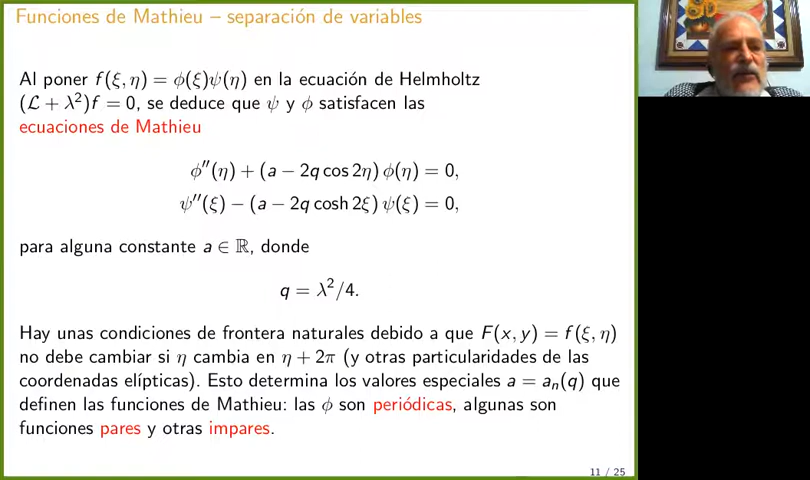 Funciones de Mathieu – separación de variables
Al poner f(ξ, η) = ϕ(ξ)ψ(η) en la ecuación de Helmholtz
(ℒ + λ²)f = 0, se deduce que ψ y ϕ satisfacen las
ecuaciones de Mathieu
ϕ′′(η) + (a − 2q cos 2η) ϕ(η) = 0,
ψ′′(ξ) − (a − 2q cosh 2ξ) ψ(ξ) = 0,
para alguna constante a ∈ ℝ, donde
q = λ²/4.
Hay unas condiciones de frontera naturales debido a que F(x, y) = f(ξ, η)
no debe cambiar si η cambia en η + 2π (y otras particularidades de las
coordenadas elípticas). Esto determina los valores especiales a = aₙ(q) que
definen las funciones de Mathieu: las ϕ son periódicas, algunas son
funciones pares y otras impares.
11 / 25